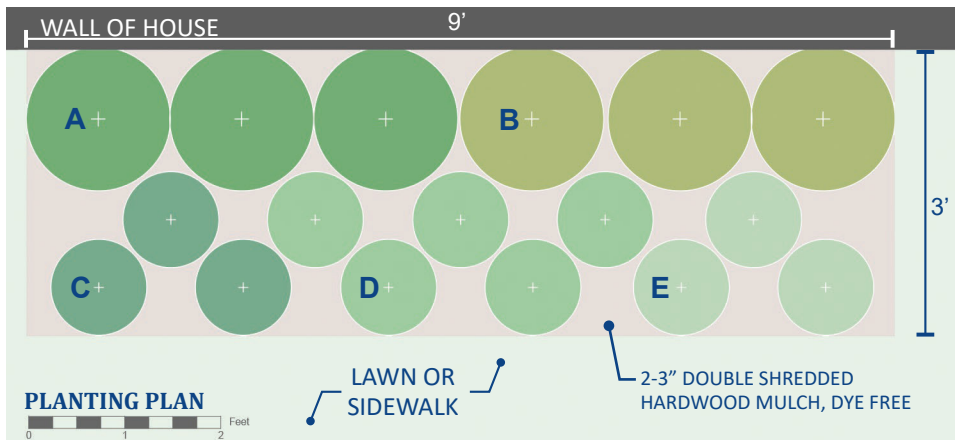 WALL OF HOUSE
9’
A
B
3’
C
D
E
LAWN OR
SIDEWALK
2-3” DOUBLE SHREDDED
HARDWOOD MULCH, DYE FREE
PLANTING PLAN
Feet
0 1 2